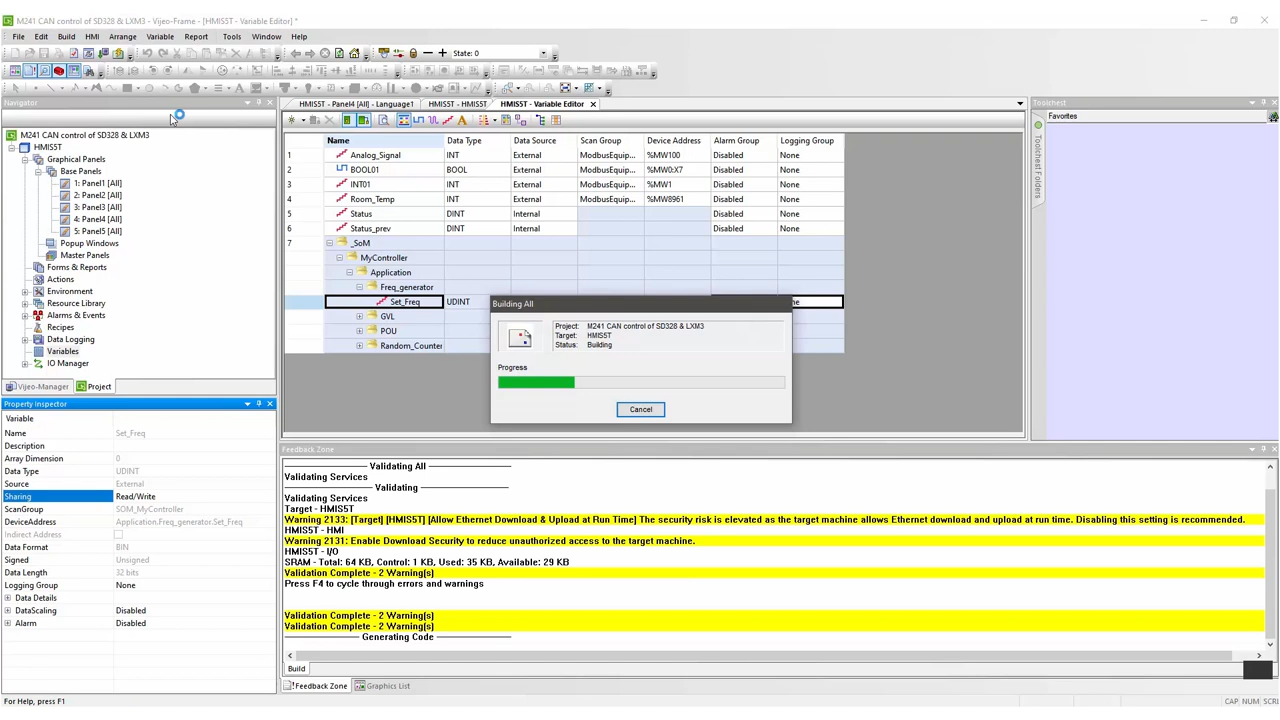 M241 CAN control of SD328 & LXM3 - Vijeo-Frame - [HMIS5T - Variable Editor] *
File Edit Build HMI Arrange Variable Report Tools Window Help
State: 0
Navigator
M241 CAN control of SD328 & LXM3
HMIS5T
Graphical Panels
Base Panels
1: Panel1 [All]
2: Panel2 [All]
3: Panel3 [All]
4: Panel4 [All]
5: Panel5 [All]
Popup Windows
Master Panels
Forms & Reports
Actions
Environment
Resource Library
Alarms & Events
Recipes
Data Logging
Variables
IO Manager
Vijeo-Manager Project
HMIS5T - Panel4 [All] - Language1 HMIS5T - HMIS5T HMIS5T - Variable Editor
Name Data Type Data Source Scan Group Device Address Alarm Group Logging Group
1 Analog_Signal INT External ModbusEquip... %MW100 Disabled None
2 BOOL01 BOOL External ModbusEquip... %MW0:X7 Disabled None
3 INT01 INT External ModbusEquip... %MW1 Disabled None
4 Room_Temp INT External ModbusEquip... %MW8961 Disabled None
5 Status DINT Internal Disabled None
6 Status_prev DINT Internal Disabled None
7 _SoM
MyController
Application
Freq_generator
Set_Freq UDINT ne
GVL
POU
Random_Counter
Building All
Project: M241 CAN control of SD328 & LXM3
Target: HMIS5T
Status: Building
Progress
Cancel
Toolchest
Favorites
Toolchest Folders
Property Inspector
Variable
Name Set_Freq
Description
Array Dimension 0
Data Type UDINT
Source External
Sharing Read/Write
ScanGroup SOM_MyController
DeviceAddress Application.Freq_generator.Set_Freq
Indirect Address
Data Format BIN
Signed Unsigned
Data Length 32 bits
Logging Group None
Data Details
DataScaling Disabled
Alarm Disabled
Feedback Zone
Validating All
Validating Services
Validating
Validating Services
Target - HMIS5T
Warning 2133: [Target] [HMIS5T] [Allow Ethernet Download & Upload at Run Time] The security risk is elevated as the target machine allows Ethernet download and upload at run time. Disabling this setting is recommended.
HMIS5T - HMI
Warning 2131: Enable Download Security to reduce unauthorized access to the target machine.
HMIS5T - I/O
SRAM - Total: 64 KB, Control: 1 KB, Used: 35 KB, Available: 29 KB
Validation Complete - 2 Warning[s]
Press F4 to cycle through errors and warnings
Validation Complete - 2 Warning[s]
Validation Complete - 2 Warning[s]
Generating Code
Build
!Feedback Zone Graphics List
For Help, press F1
CAP NUM SCRL